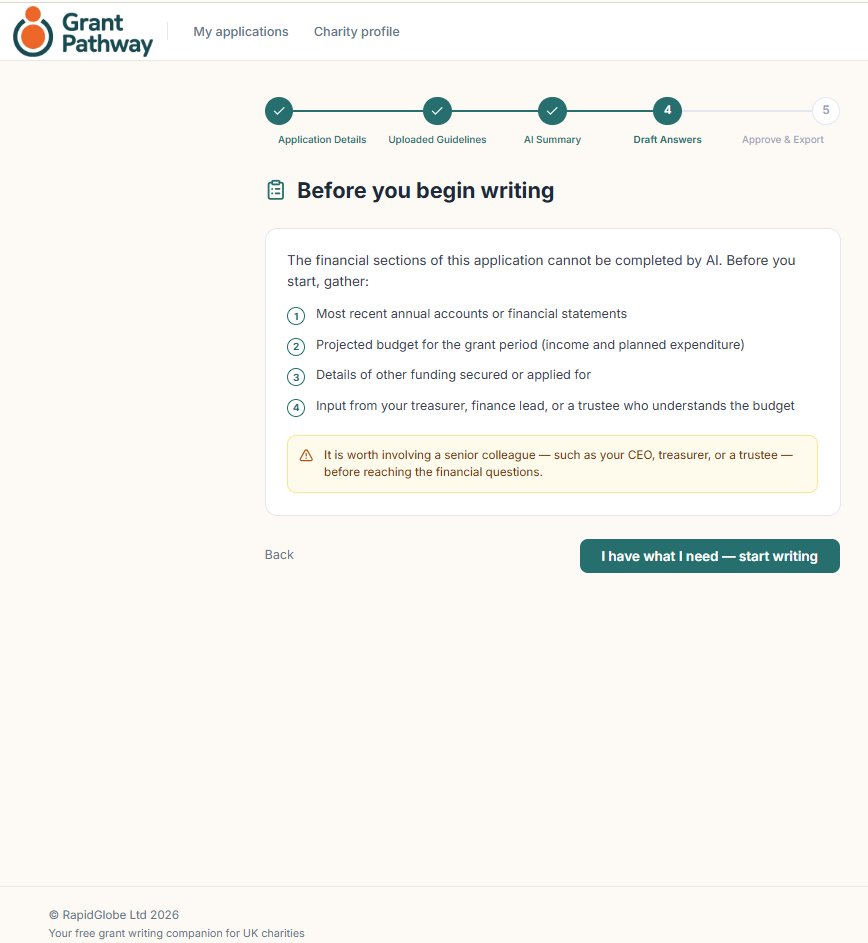 Grant
Pathway
My applications
Charity profile
4
5
Application Details
Uploaded Guidelines
AI Summary
Draft Answers
Approve & Export
Before you begin writing
The financial sections of this application cannot be completed by AI. Before you
start, gather:
1 Most recent annual accounts or financial statements
2 Projected budget for the grant period (income and planned expenditure)
3 Details of other funding secured or applied for
4 Input from your treasurer, finance lead, or a trustee who understands the budget
It is worth involving a senior colleague — such as your CEO, treasurer, or a trustee —
before reaching the financial questions.
Back
I have what I need — start writing
© RapidGlobe Ltd 2026
Your free grant writing companion for UK charities